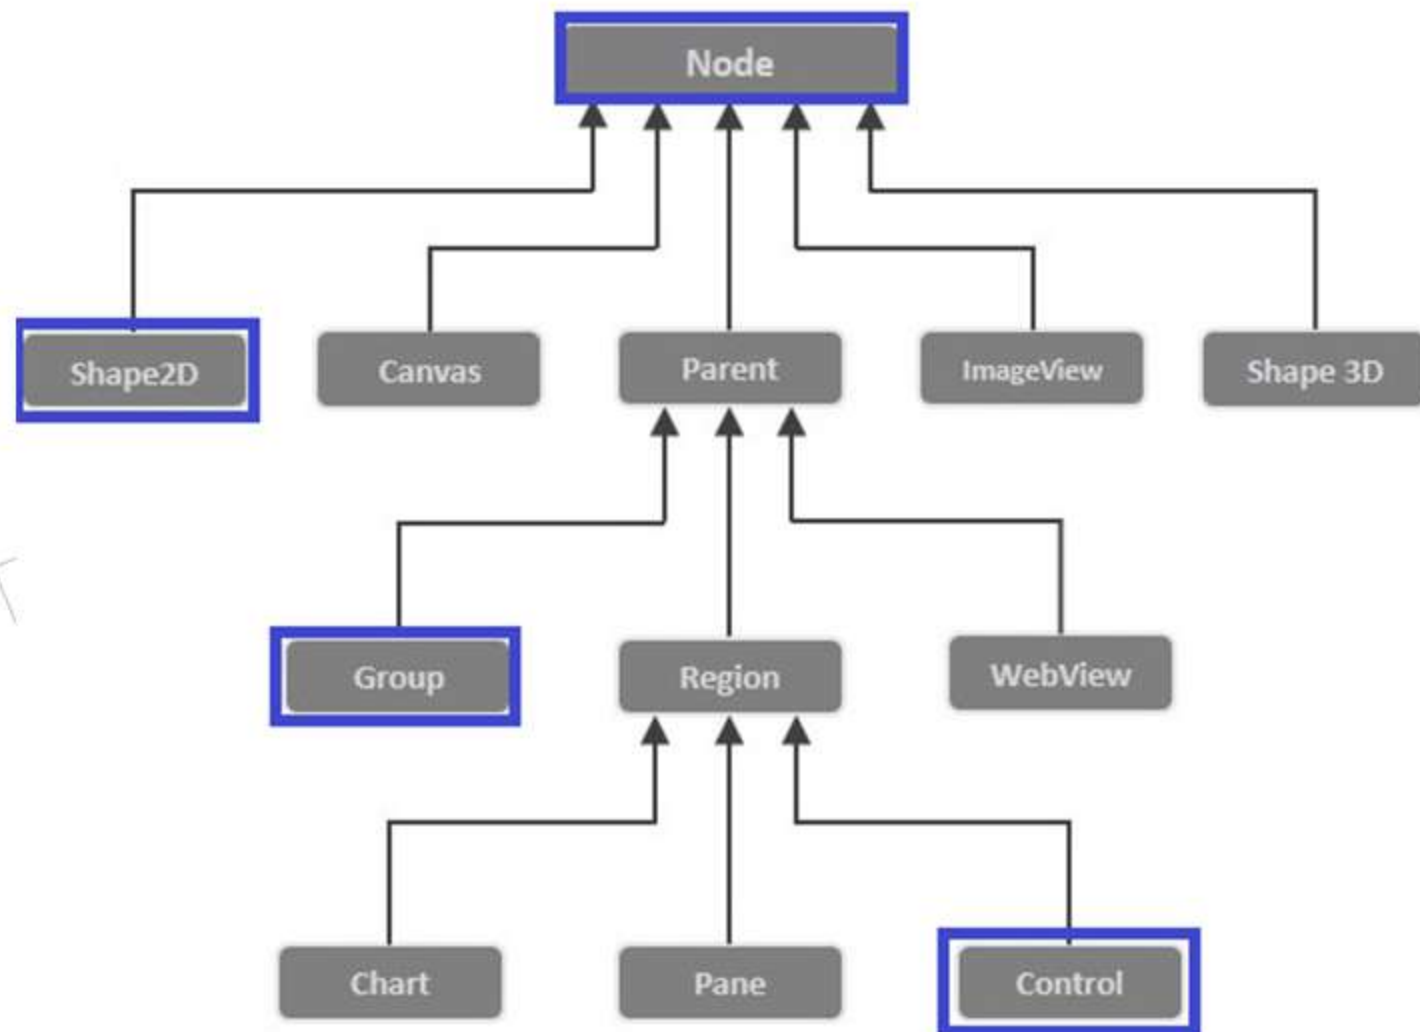 Node
Shape2D
Canvas
Parent
ImageView
Shape 3D
Group
Region
WebView
Chart
Pane
Control